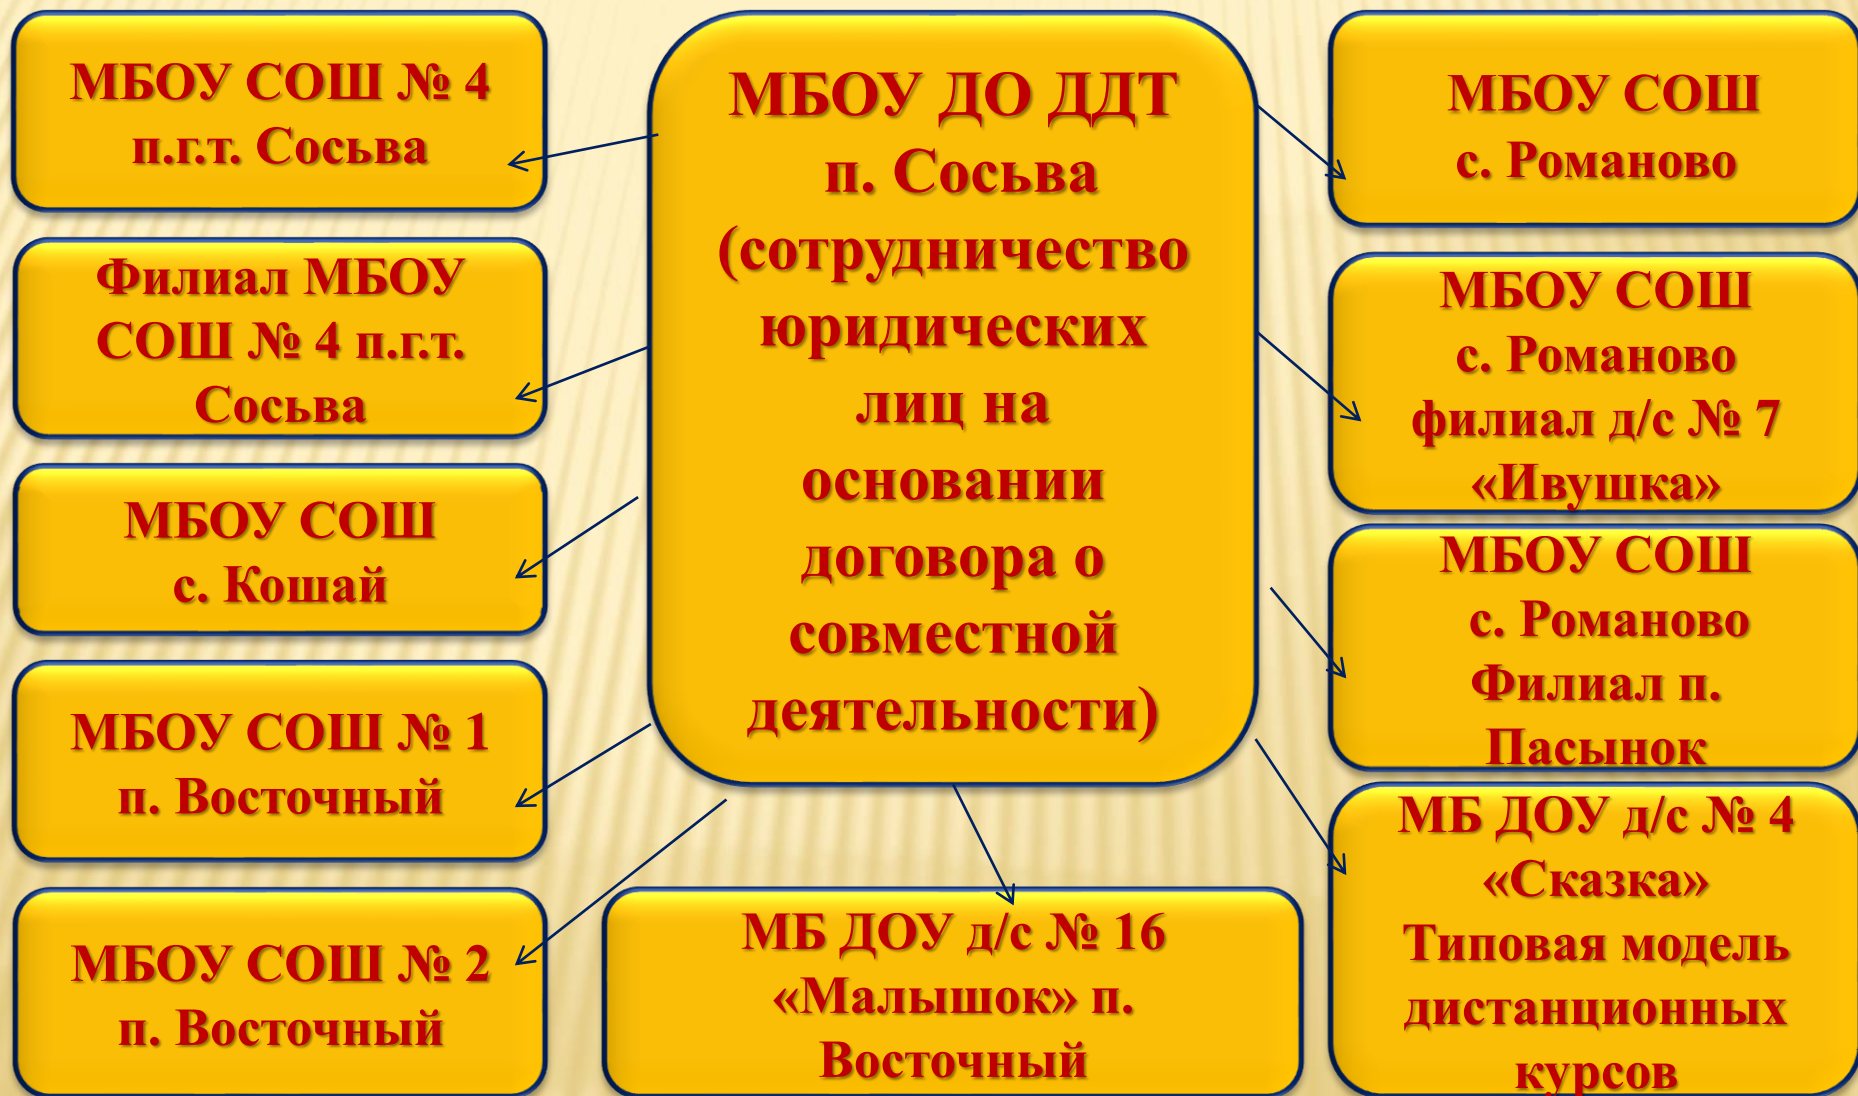 МБОУ СОШ № 4
п.г.т. Сосьва
Филиал МБОУ
СОШ № 4 п.г.т.
Сосьва
МБОУ СОШ
с. Кошай
МБОУ СОШ № 1
п. Восточный
МБОУ СОШ № 2
п. Восточный
МБОУ ДО ДДТ
п. Сосьва
(сотрудничество
юридических
лиц на
основании
договора о
совместной
деятельности)
МБ ДОУ д/с № 16
«Малышок» п.
Восточный
МБОУ СОШ
с. Романово
МБОУ СОШ
с. Романово
филиал д/с № 7
«Ивушка»
МБОУ СОШ
с. Романово
Филиал п.
Пасынок
МБ ДОУ д/с № 4
«Сказка»
Типовая модель
дистанционных
курсов